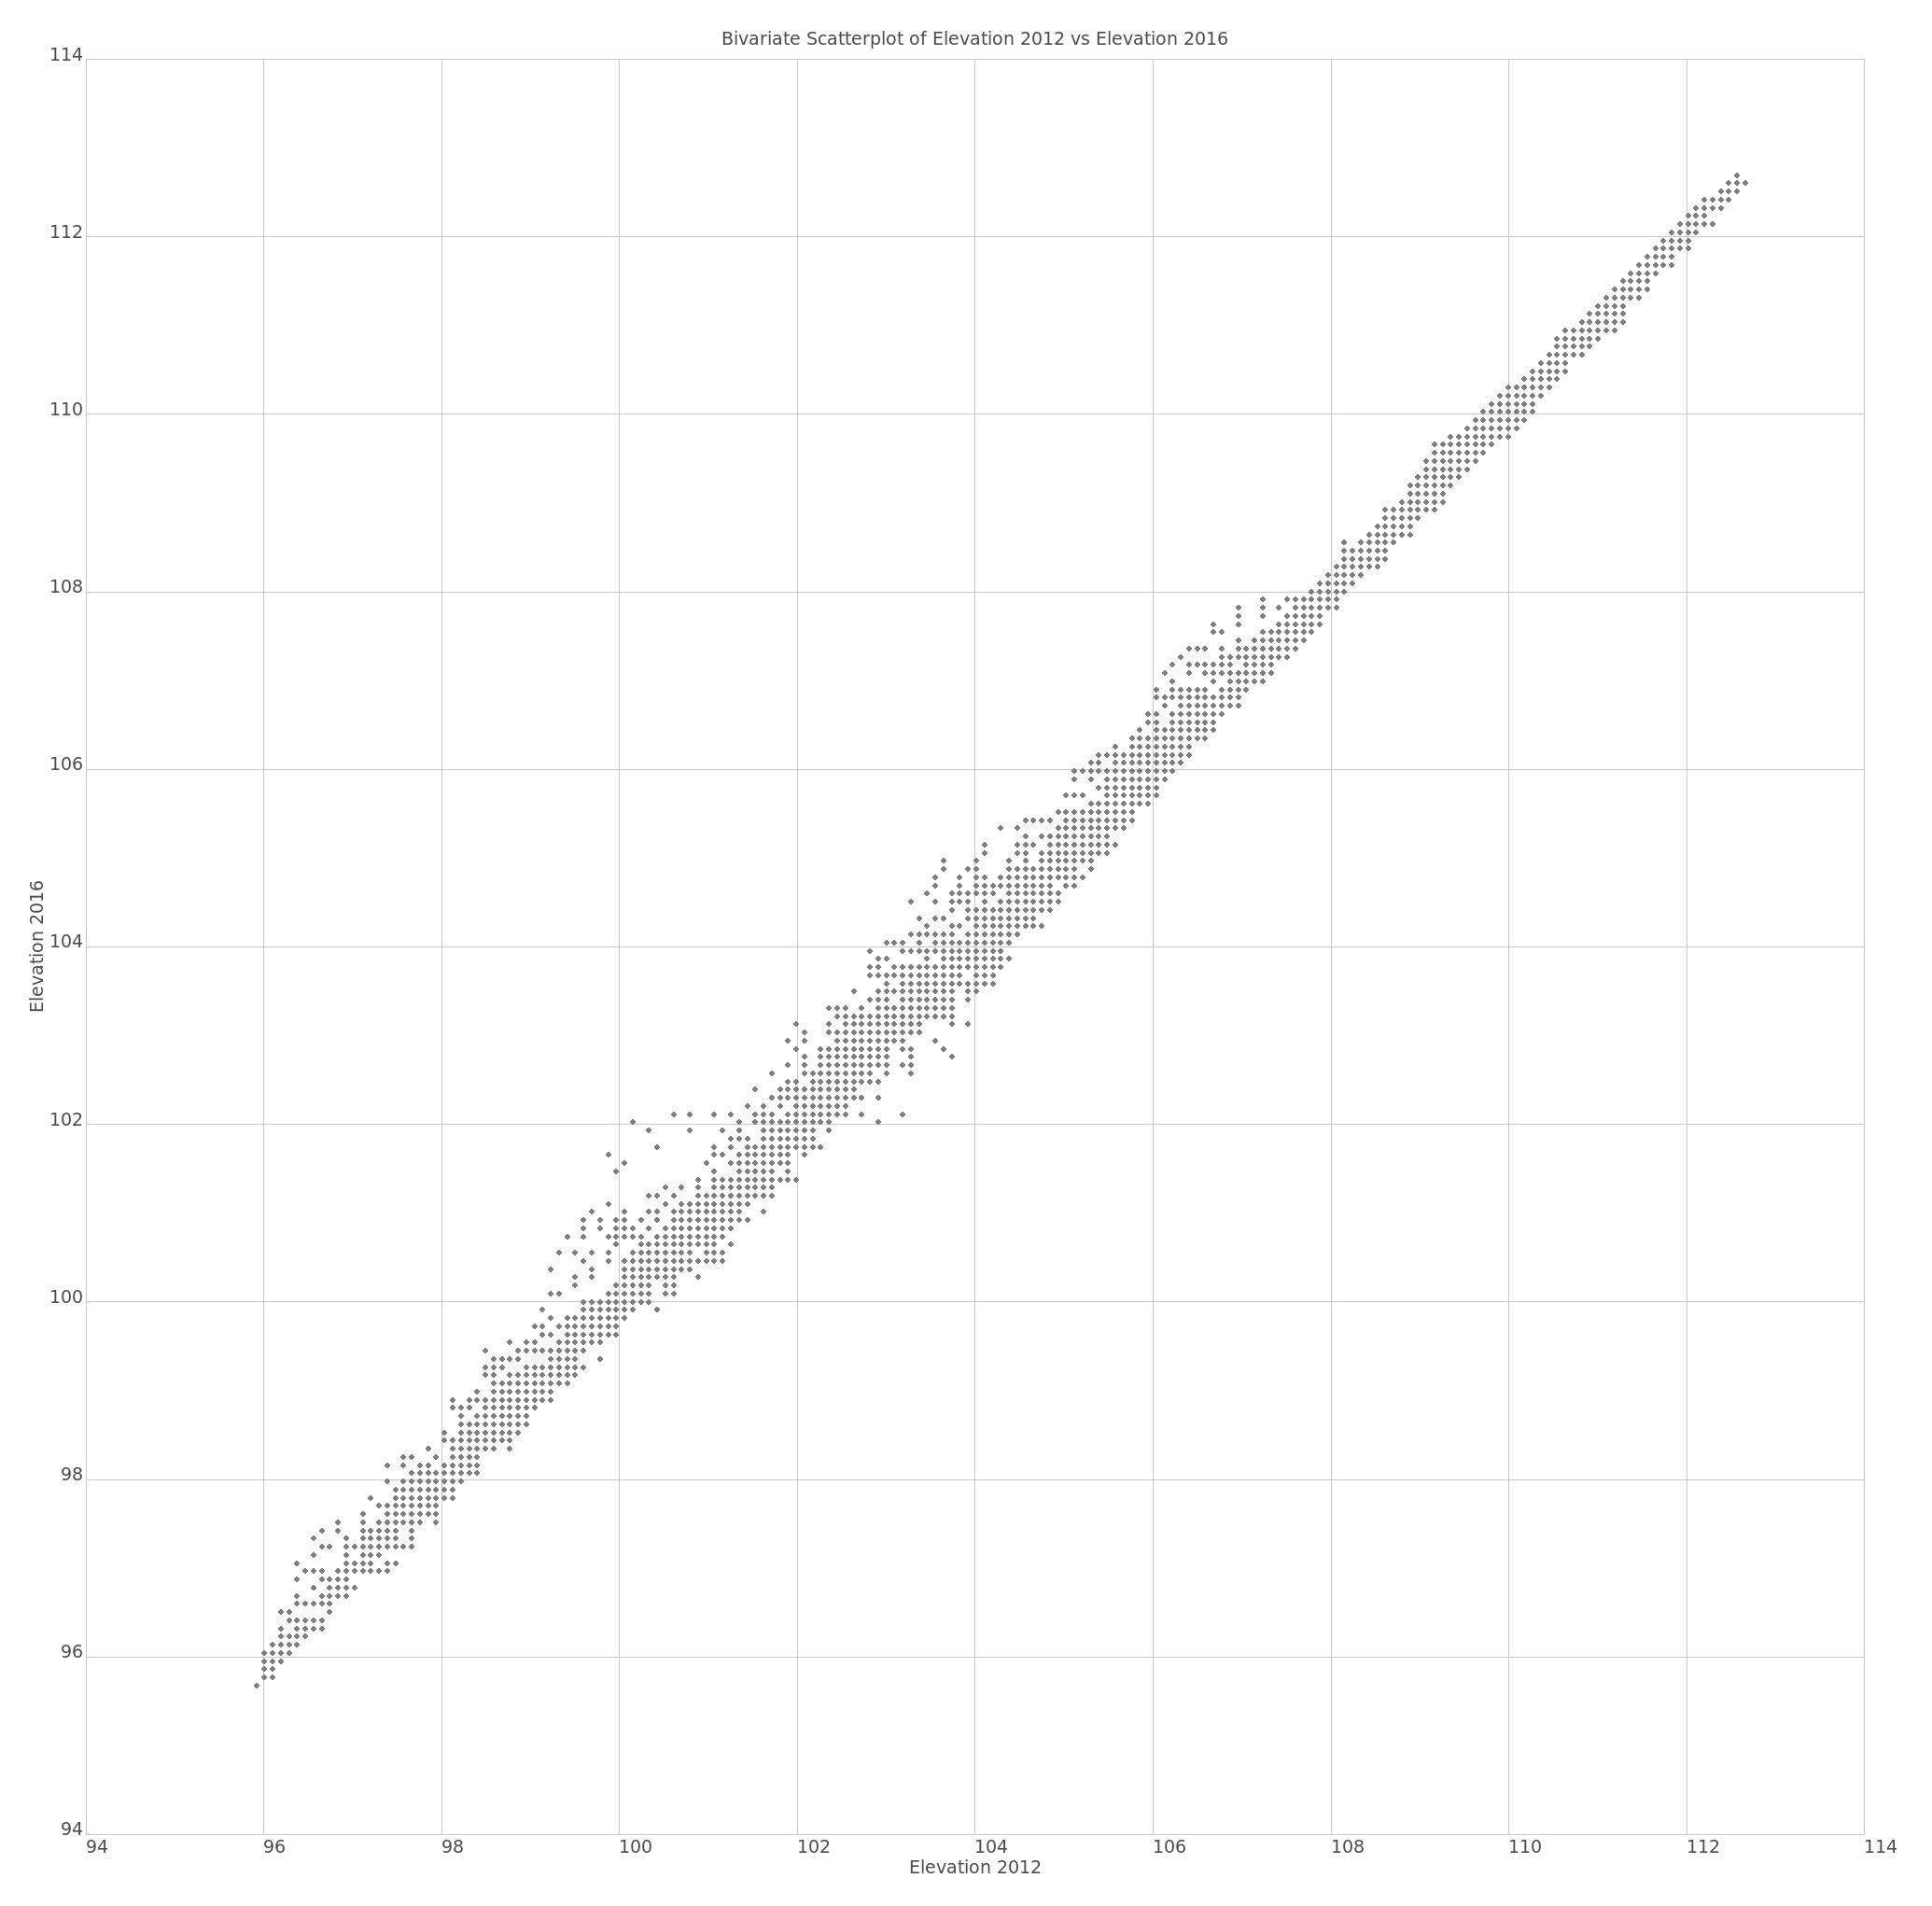 Bivariate Scatterplot of Elevation 2012 vs Elevation 2016
114
112
110
108
106
104
102
100
98
96
94
Elevation 2016
94 96 98 100 102 104 106 108 110 112 114
Elevation 2012